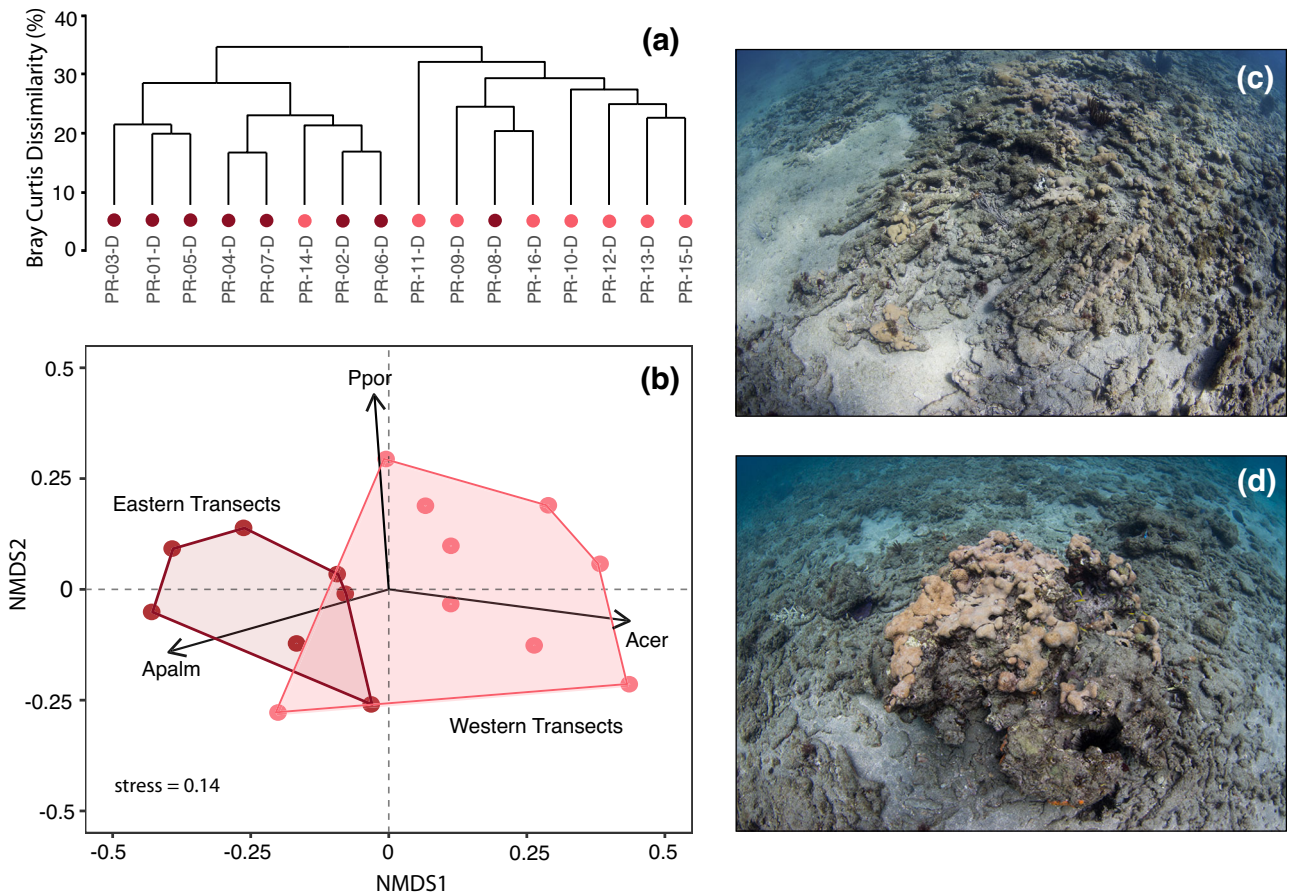 (a)
Bray Curtis Dissimilarity (%)
40
30
20
10
0
PR-03-D
PR-01-D
PR-05-D
PR-04-D
PR-07-D
PR-14-D
PR-02-D
PR-06-D
PR-11-D
PR-09-D
PR-08-D
PR-16-D
PR-10-D
PR-12-D
PR-13-D
PR-15-D
(b)
NMDS2
0.5
0.25
0
-0.25
-0.5
Ppor
Eastern Transects
Apalm
Acer
Western Transects
stress = 0.14
-0.5
-0.25
0
0.25
0.5
NMDS1
(c)
(d)